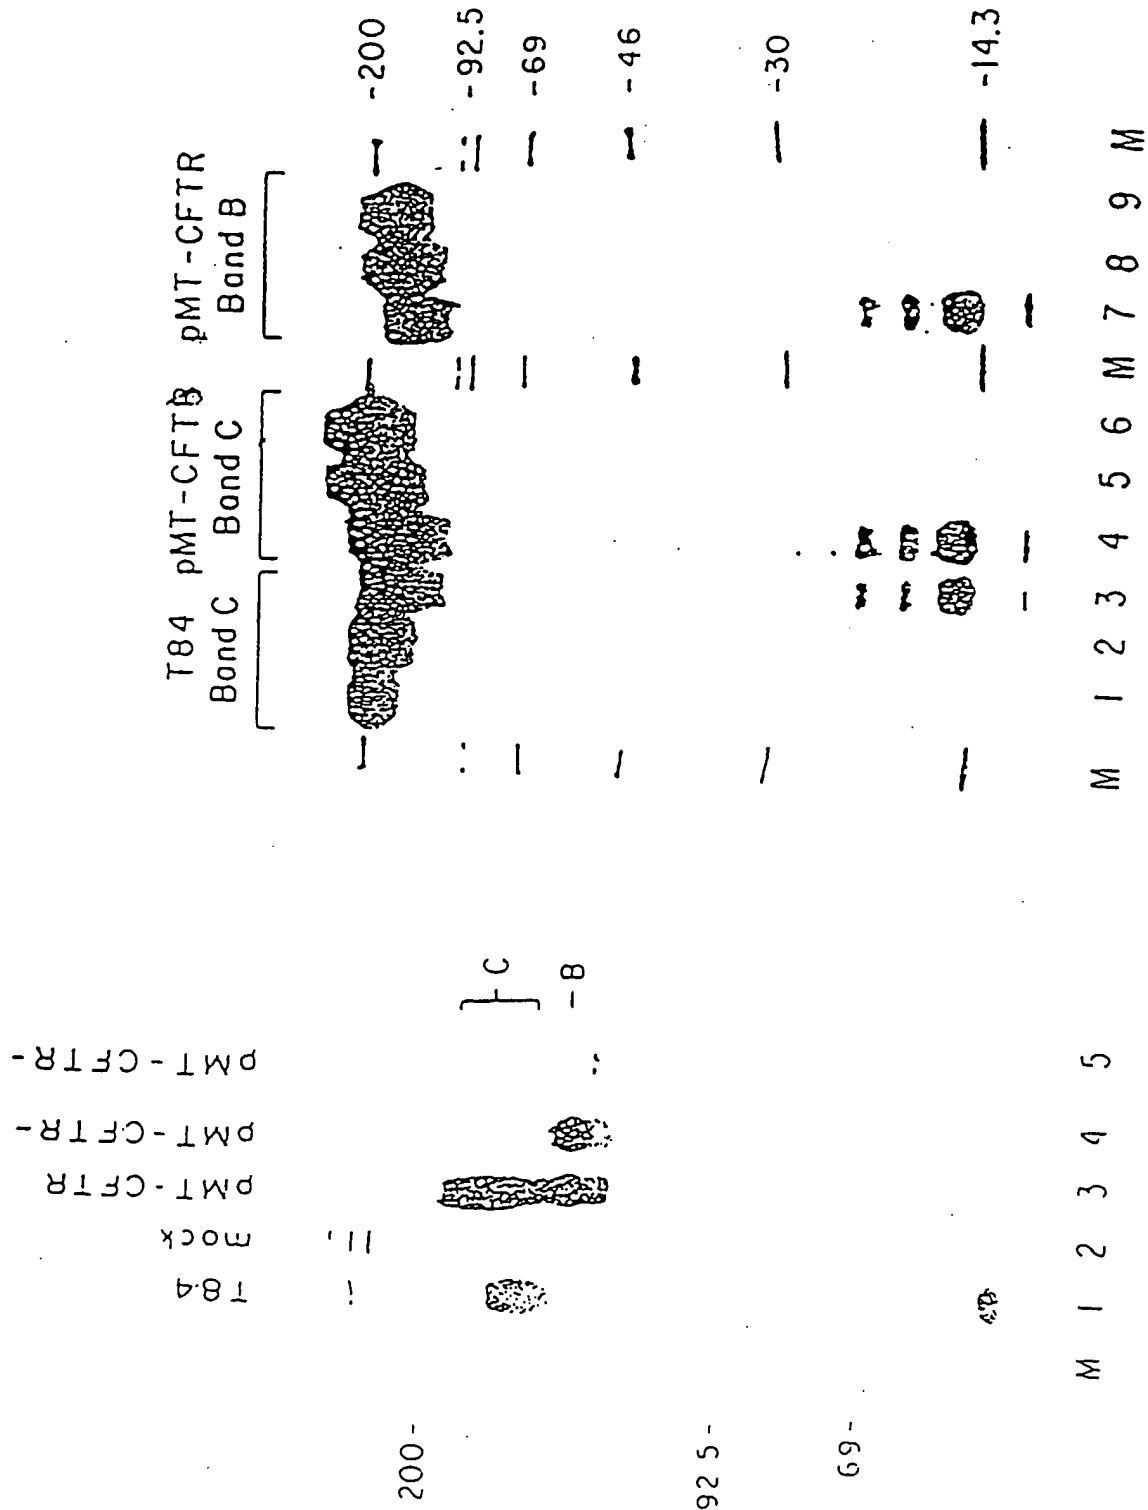 T84
Band C
pMT-CFTR
Band C
pMT-CFTR
Band B
-200
-92.5
-69
-46
-30
-14.3
M 1 2 3 4 5 6 M 7 8 9 M
T84
mock
pMT-CFTR
pMT-CFTR-
pMT-CFTR-
200-
92 5-
69-
C
-B
M 1 2 3 4 5